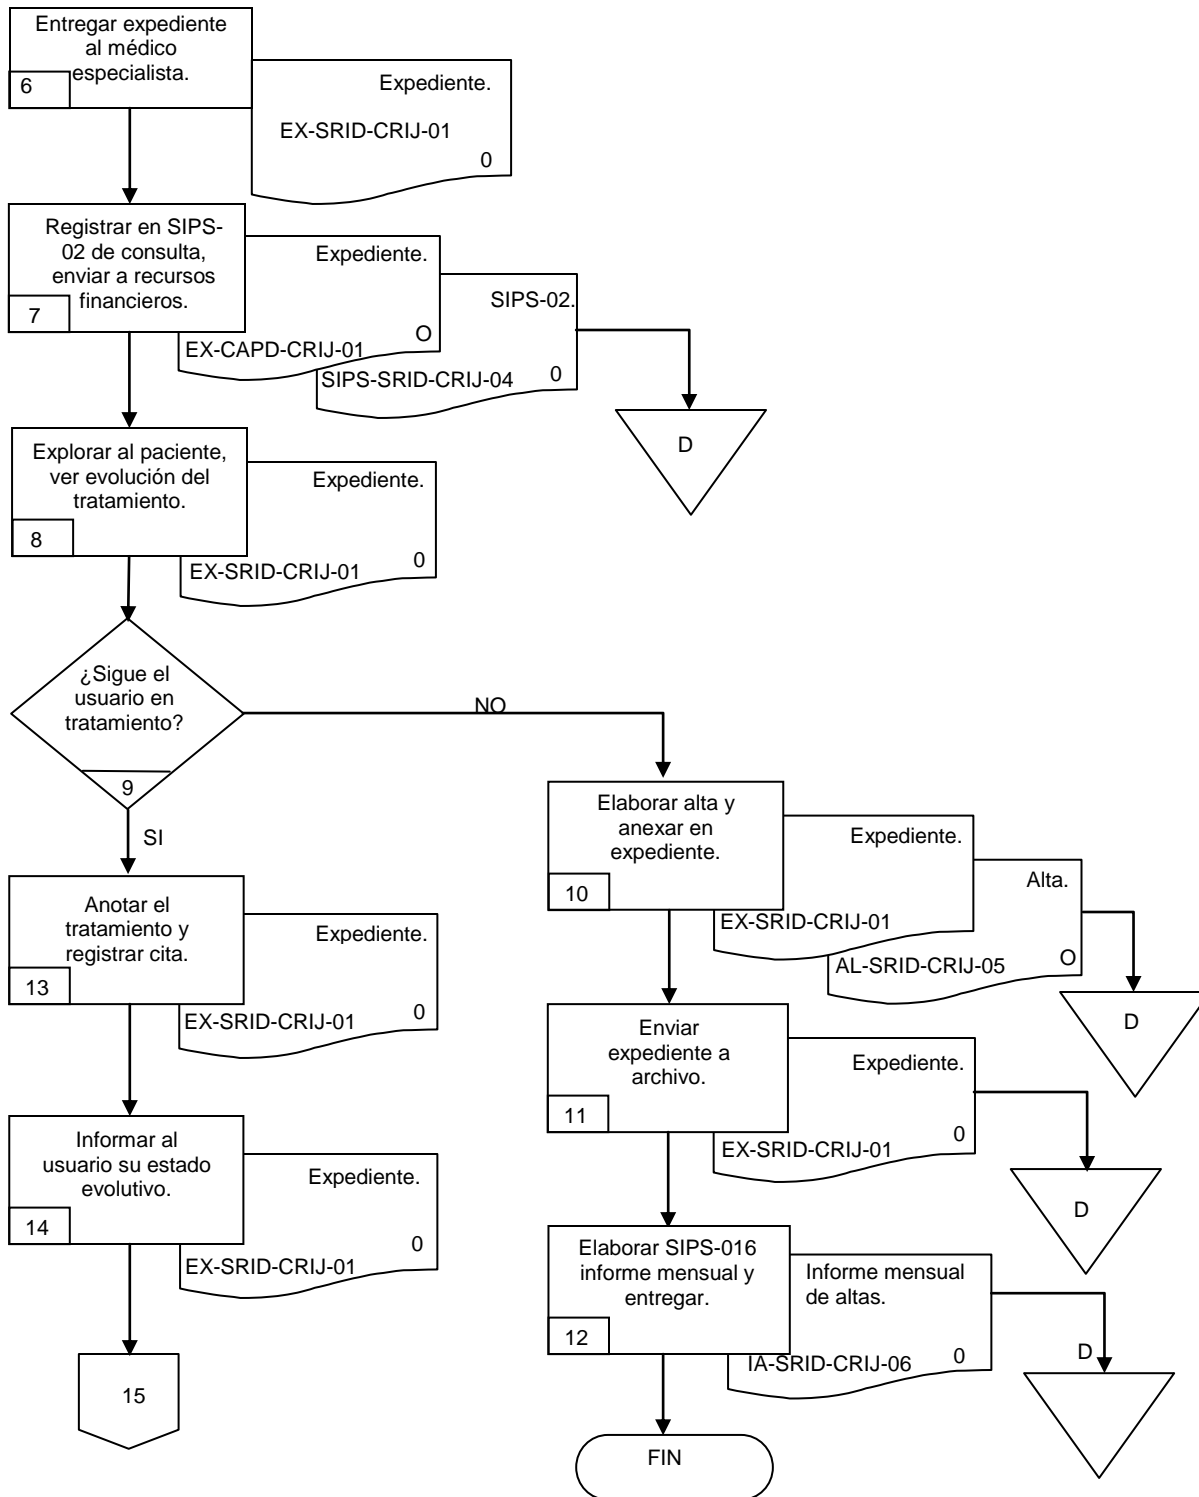 Entregar expediente
al médico
especialista.
6
Expediente.
EX-SRID-CRIJ-01
0
Registrar en SIPS-
02 de consulta,
enviar a recursos
financieros.
7
Expediente.
O
EX-CAPD-CRIJ-01
SIPS-02.
SIPS-SRID-CRIJ-04
0
D
Explorar al paciente,
ver evolución del
tratamiento.
8
Expediente.
0
EX-SRID-CRIJ-01
¿Sigue el
usuario en
tratamiento?
9
NO
SI
Elaborar alta y
anexar en
expediente.
10
Expediente.
EX-SRID-CRIJ-01
Alta.
O
AL-SRID-CRIJ-05
D
Anotar el
tratamiento y
registrar cita.
13
Expediente.
0
EX-SRID-CRIJ-01
Enviar
expediente a
archivo.
11
Expediente.
0
EX-SRID-CRIJ-01
D
Informar al
usuario su estado
evolutivo.
14
Expediente.
0
EX-SRID-CRIJ-01
Elaborar SIPS-016
informe mensual y
entregar.
12
Informe mensual
de altas.
0
IA-SRID-CRIJ-06
D
15
FIN